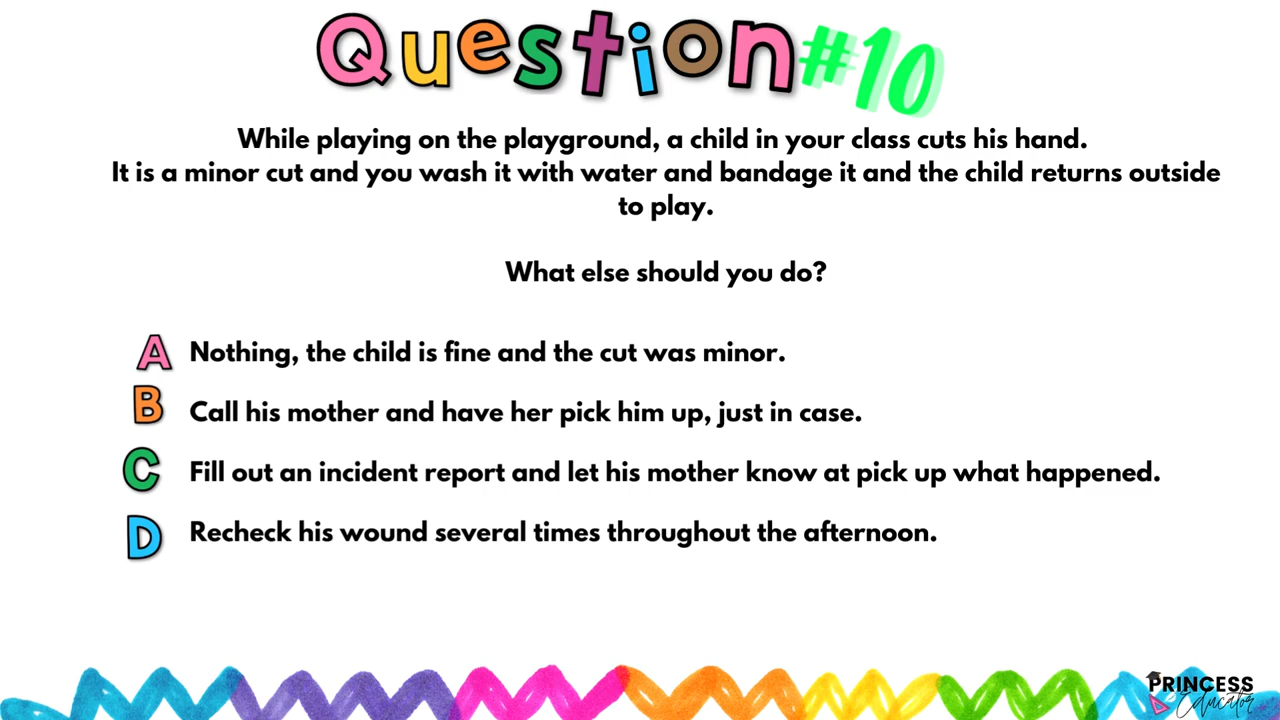 Question #10
While playing on the playground, a child in your class cuts his hand.
It is a minor cut and you wash it with water and bandage it and the child returns outside
to play.
What else should you do?
A Nothing, the child is fine and the cut was minor.
B Call his mother and have her pick him up, just in case.
C Fill out an incident report and let his mother know at pick up what happened.
D Recheck his wound several times throughout the afternoon.
PRINCESS
Educator